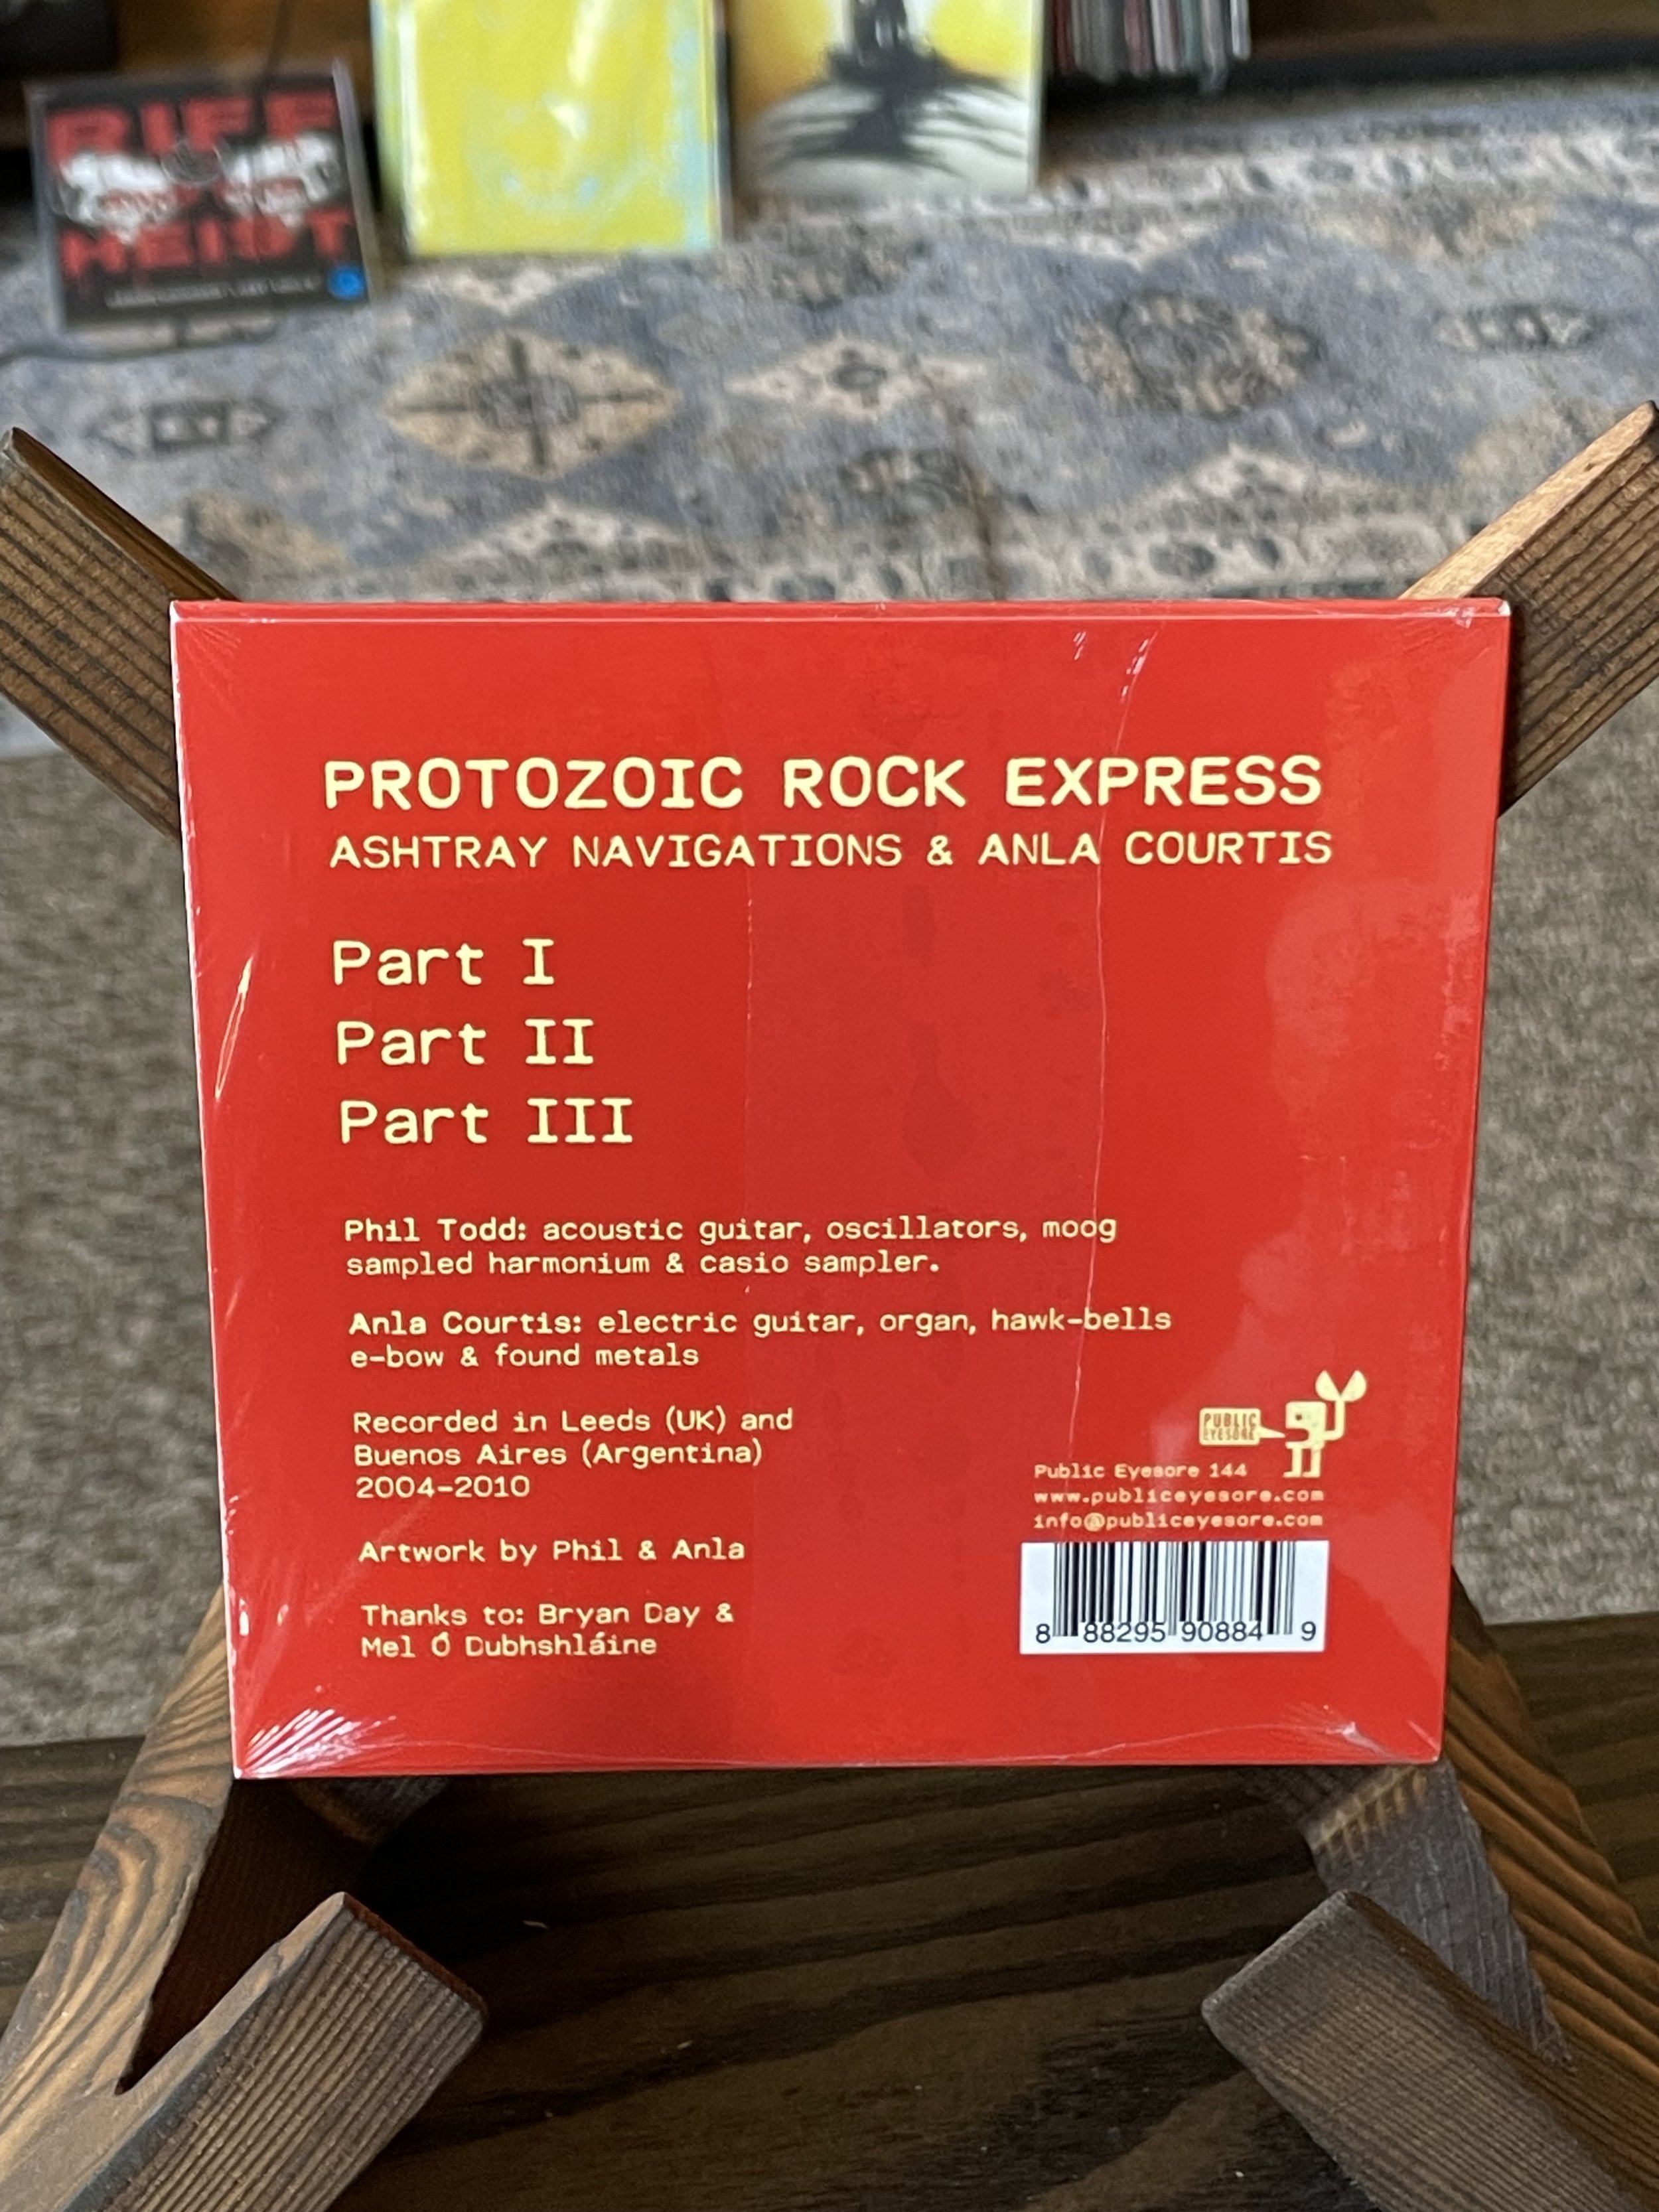 RIFF
HEIST
PROTOZOIC ROCK EXPRESS
ASHTRAY NAVIGATIONS & ANLA COURTIS
Part I
Part II
Part III
Phil Todd: acoustic guitar, oscillators, moog
sampled harmonium & casio sampler.
Anla Courtis: electric guitar, organ, hawk-bells
e-bow & found metals
Recorded in Leeds (UK) and
Buenos Aires (Argentina)
2004-2010
Artwork by Phil & Anla
Thanks to: Bryan Day &
Mel Ó Dubhshláine
PUBLIC
EYESORE
Public Eyesore 144
www.publiceyesore.com
info@publiceyesore.com
8 88295 90884 9